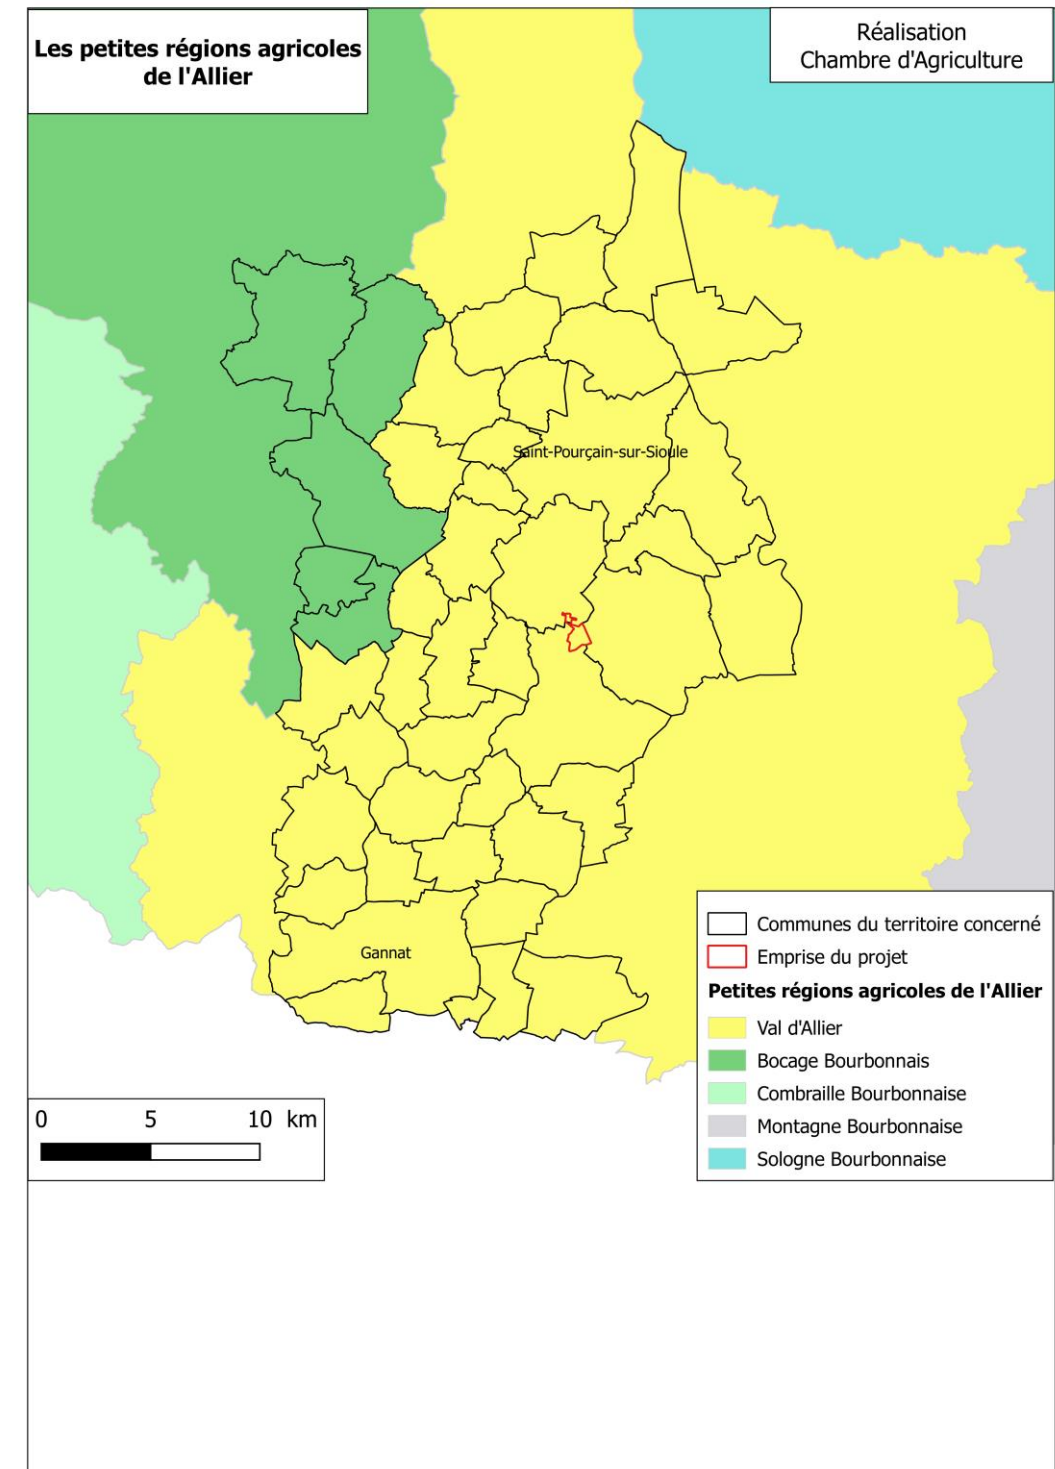 Les petites régions agricoles
de l'Allier
Réalisation
Chambre d'Agriculture
Saint-Pourçain-sur-Sioule
Gannat
Communes du territoire concerné
Emprise du projet
Petites régions agricoles de l'Allier
Val d'Allier
Bocage Bourbonnais
Combraille Bourbonnaise
Montagne Bourbonnaise
Sologne Bourbonnaise
0 5 10 km